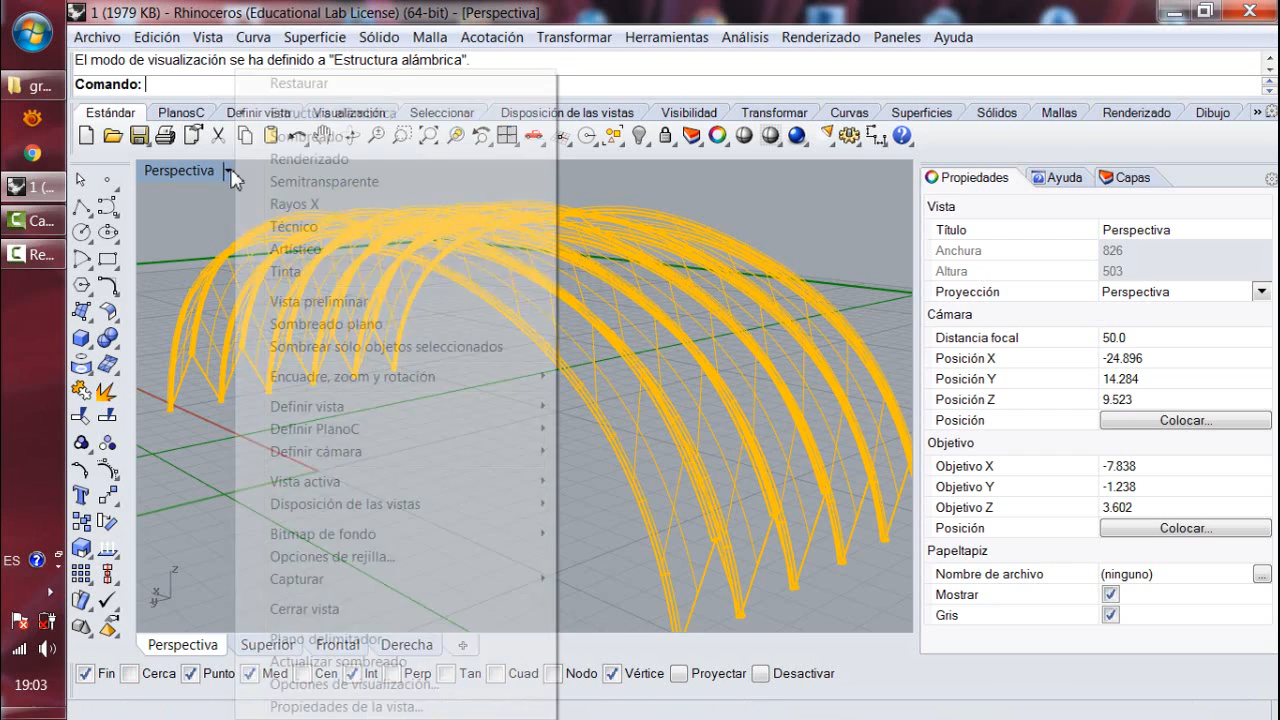 1 (1979 KB) - Rhinoceros (Educational Lab License) (64-bit) - [Perspectiva]
Archivo Edición Vista Curva Superficie Sólido Malla Acotación Transformar Herramientas Análisis Renderizado Paneles Ayuda
El modo de visualización se ha definido a "Estructura alámbrica".
Comando:
Estándar PlanosC Definir vista Visualización Seleccionar Disposición de las vistas Visibilidad Transformar Curvas Superficies Sólidos Mallas Renderizado Dibujo »
Perspectiva
Restaurar
Estructura alámbrica
Sombreado
Renderizado
Semitransparente
Rayos X
Técnico
Artístico
Tinta
Vista preliminar
Sombreado plano
Sombrear sólo objetos seleccionados
Encuadre, zoom y rotación
Definir vista
Definir PlanoC
Definir cámara
Vista activa
Disposición de las vistas
Bitmap de fondo
Opciones de rejilla...
Capturar
Cerrar vista
Plano delimitador
Actualizar sombreado
Opciones de visualización...
Propiedades de la vista...
z
x
y
Perspectiva Superior Frontal Derecha
Fin Cerca Punto Med Cen Int Perp Tan Cuad Nodo Vértice Proyectar Desactivar
Propiedades Ayuda Capas
Vista
Título Perspectiva
Anchura 826
Altura 503
Proyección Perspectiva
Cámara
Distancia focal 50.0
Posición X -24.896
Posición Y 14.284
Posición Z 9.523
Posición Colocar...
Objetivo
Objetivo X -7.838
Objetivo Y -1.238
Objetivo Z 3.602
Posición Colocar...
Papeltapiz
Nombre de archivo (ninguno) ...
Mostrar
Gris
gr...
1 (...
Ca...
Re...
ES
19:03